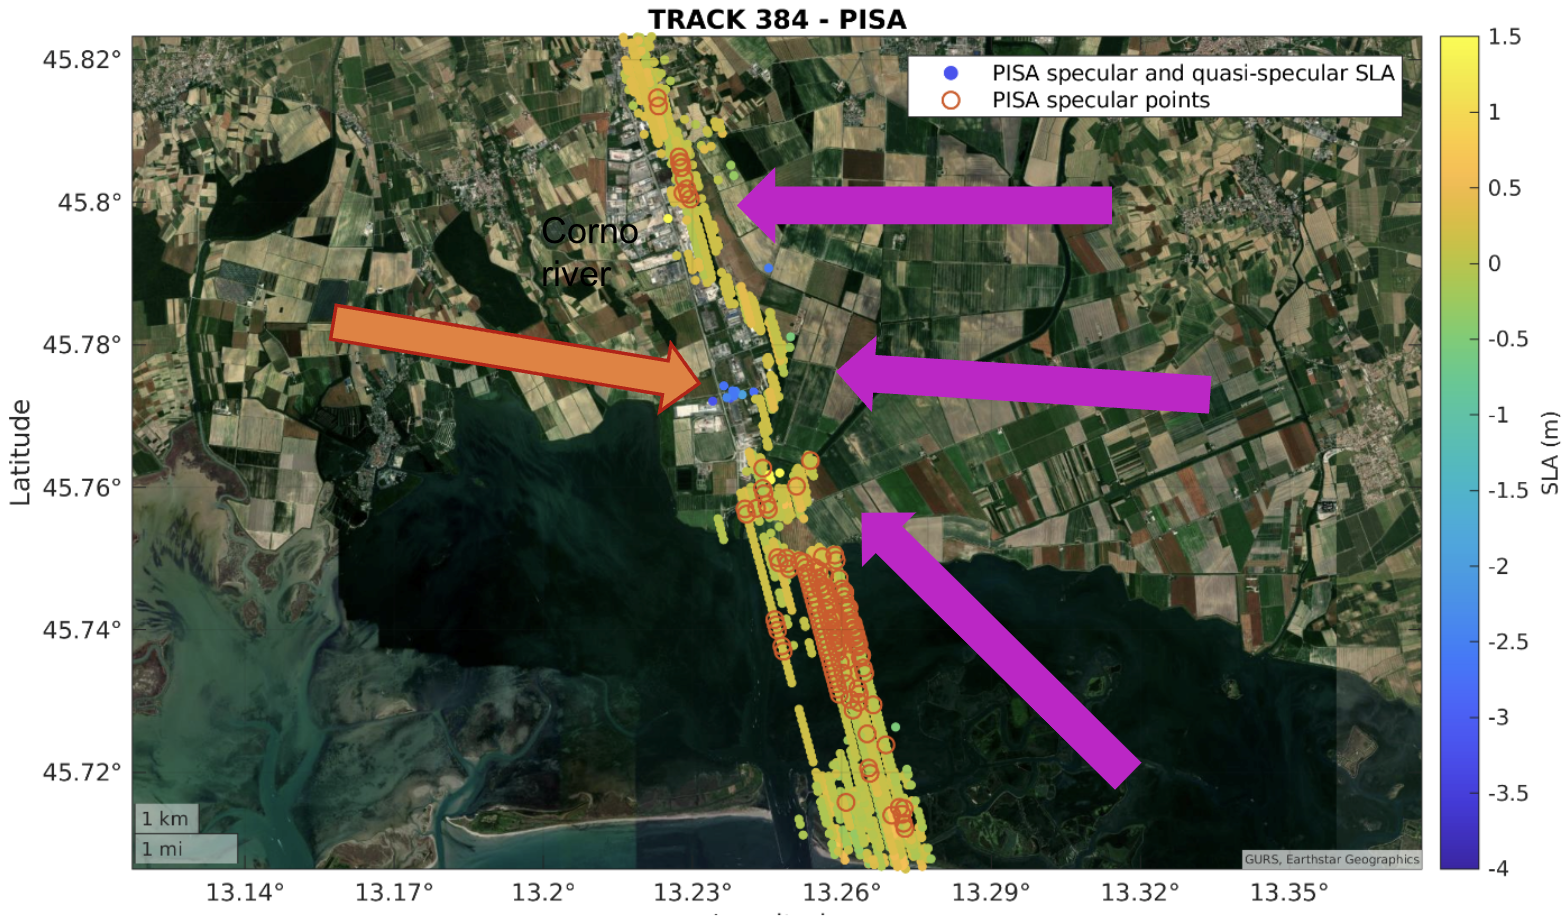 TRACK 384 - PISA
PISA specular and quasi-specular SLA
PISA specular points
Corno
river
Latitude
45.82°
45.8°
45.78°
45.76°
45.74°
45.72°
13.14°
13.17°
13.2°
13.23°
13.26°
13.29°
13.32°
13.35°
1 km
1 mi
GURS, Earthstar Geographics
1.5
1
0.5
0
-0.5
-1
-1.5
-2
-2.5
-3
-3.5
-4
SLA (m)